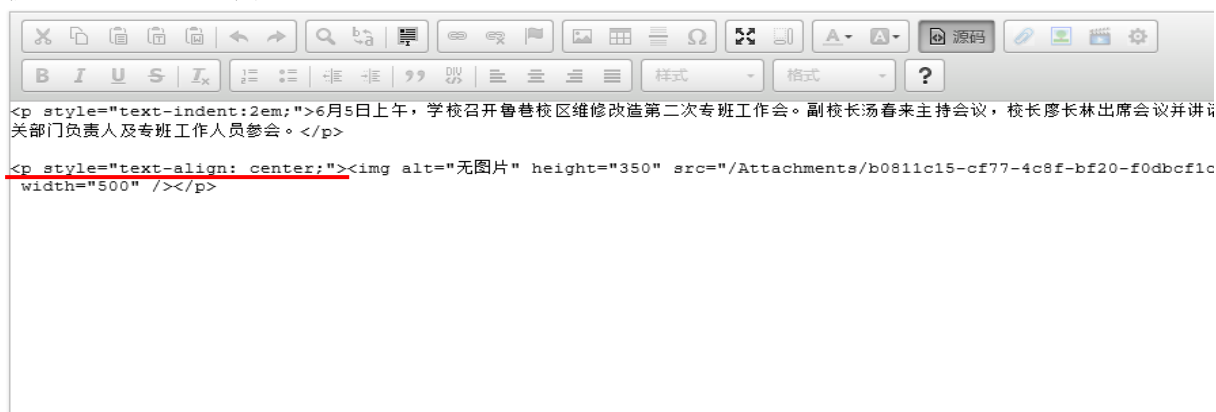 源码
B I U S Tx
样式 格式 ?
<p style="text-indent:2em;">6月5日上午，学校召开鲁巷校区维修改造第二次专班工作会。副校长汤春来主持会议，校长廖长林出席会议并讲
关部门负责人及专班工作人员参会。</p>
<p style="text-align: center;"><img alt="无图片" height="350" src="/Attachments/b0811c15-cf77-4c8f-bf20-f0dbcf1c
width="500" /></p>